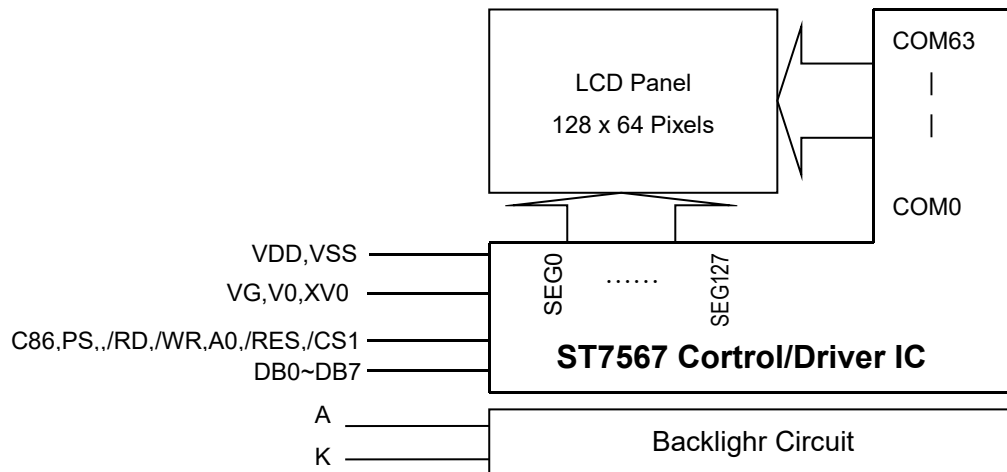 COM63
|
|
COM0
LCD Panel
128 x 64 Pixels
VDD,VSS
VG,V0,XV0
C86,PS,,/RD,/WR,A0,/RES,/CS1
DB0~DB7
SEG0
......
SEG127
ST7567 Cortrol/Driver IC
A
K
Backlighr Circuit